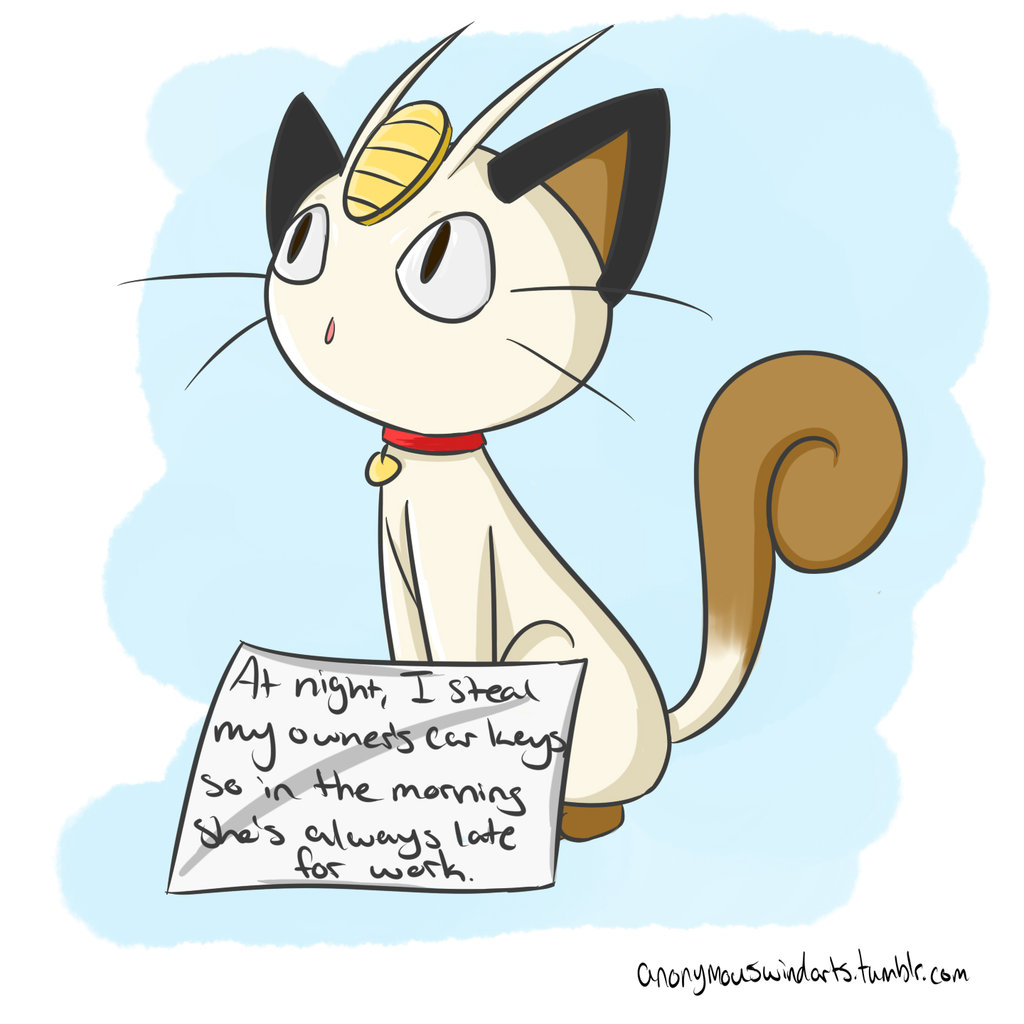 At night, I steal
my owner's car keys,
so in the morning
she's always late
for work.
anonymouswindarts.tumblr.com